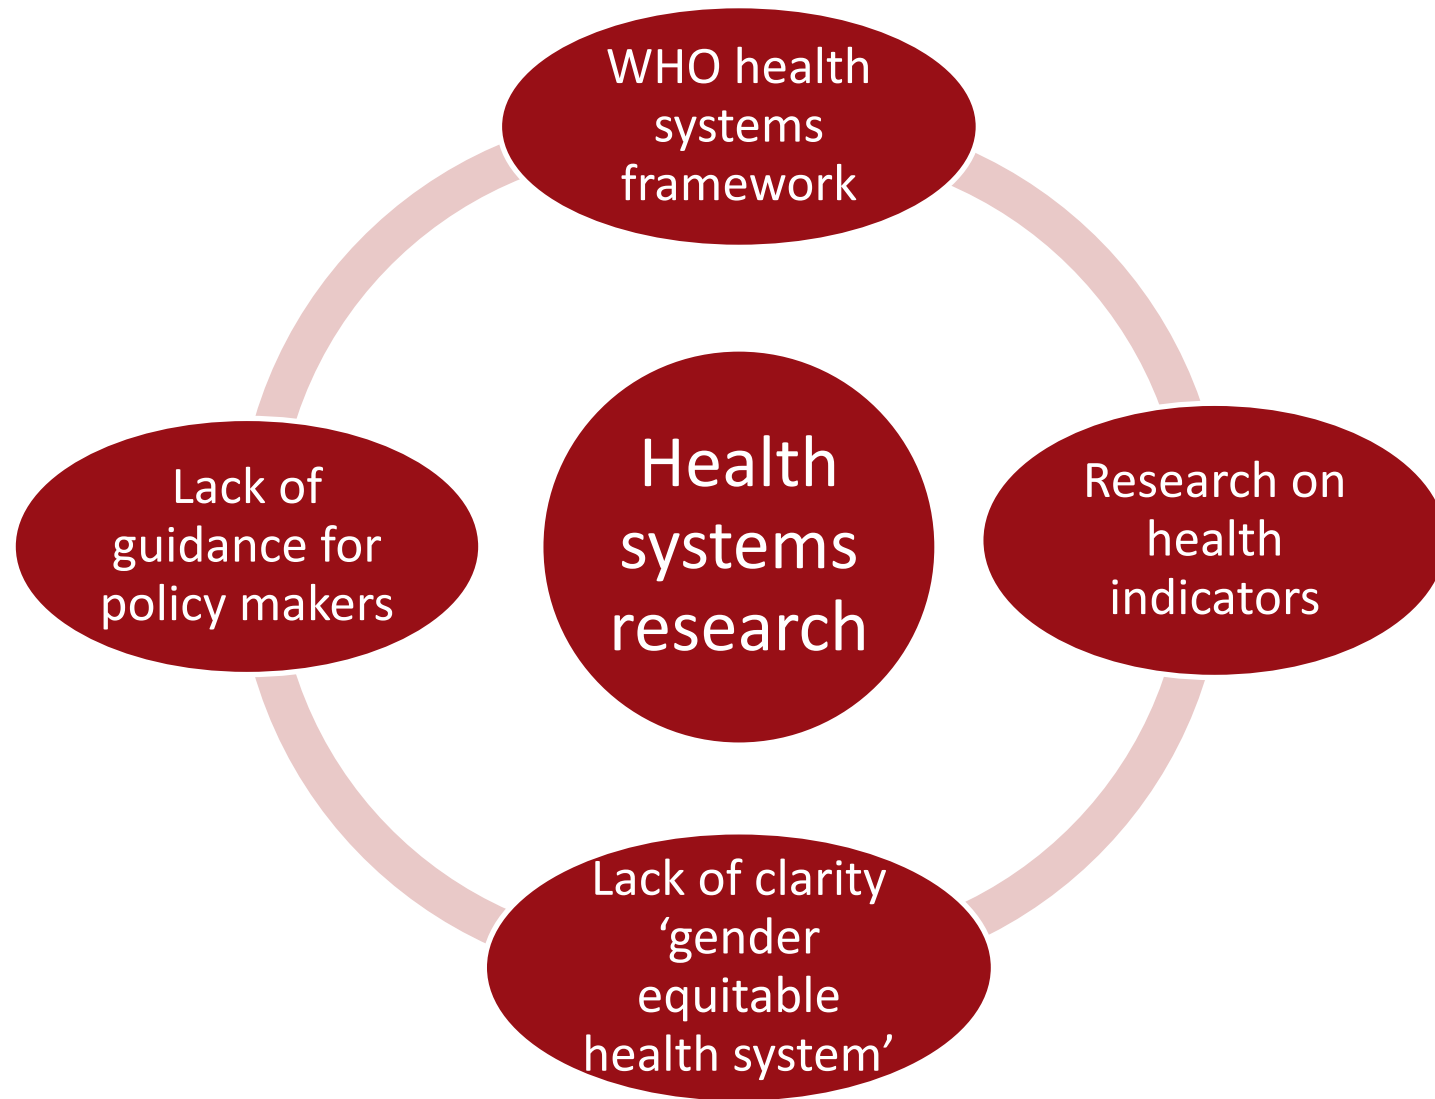 WHO health
systems
framework
Health
systems
research
Lack of
guidance for
policy makers
Research on
health
indicators
Lack of clarity
‘gender
equitable
health system’